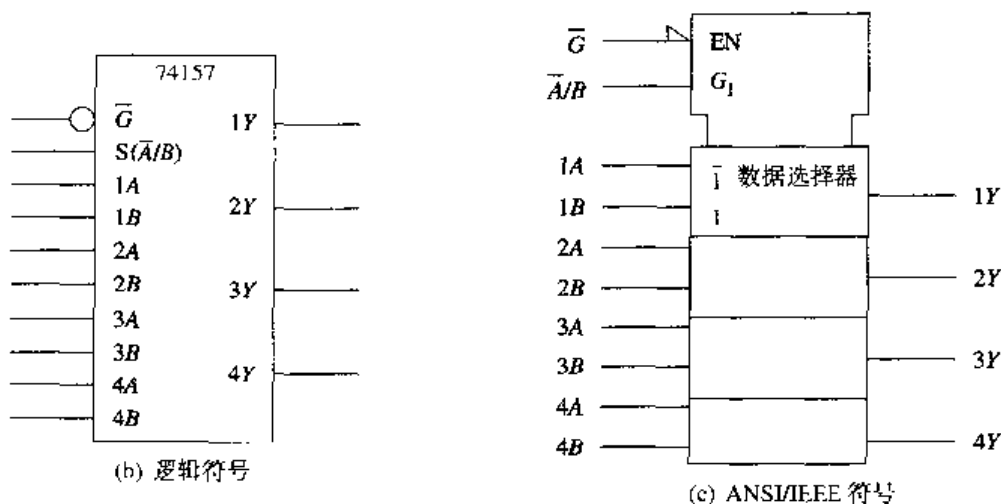 74157
G̅
S(A̅/B)
1A
1B
2A
2B
3A
3B
4A
4B
1Y
2Y
3Y
4Y
(b) 逻辑符号
G̅
A̅/B
1A
1B
2A
2B
3A
3B
4A
4B
EN
G₁
1̅ 数据选择器
1
1Y
2Y
3Y
4Y
(c) ANSI/IEEE 符号